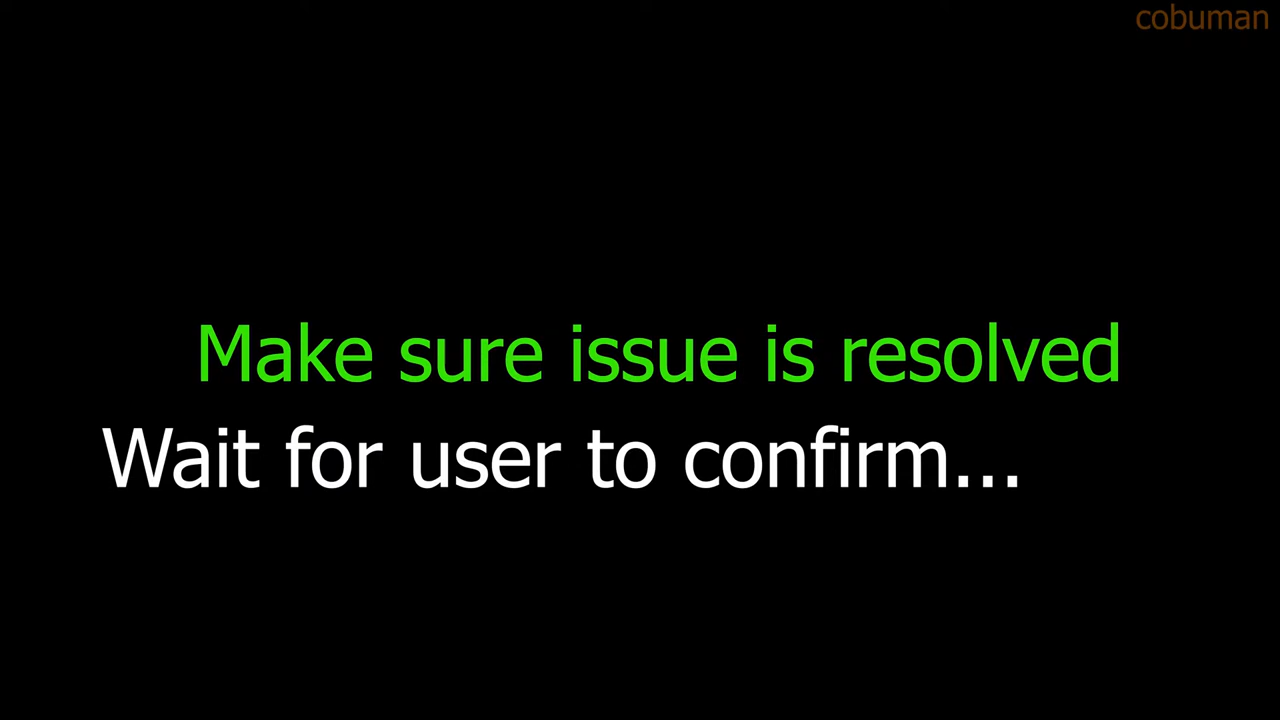 cobuman
Make sure issue is resolved
Wait for user to confirm...